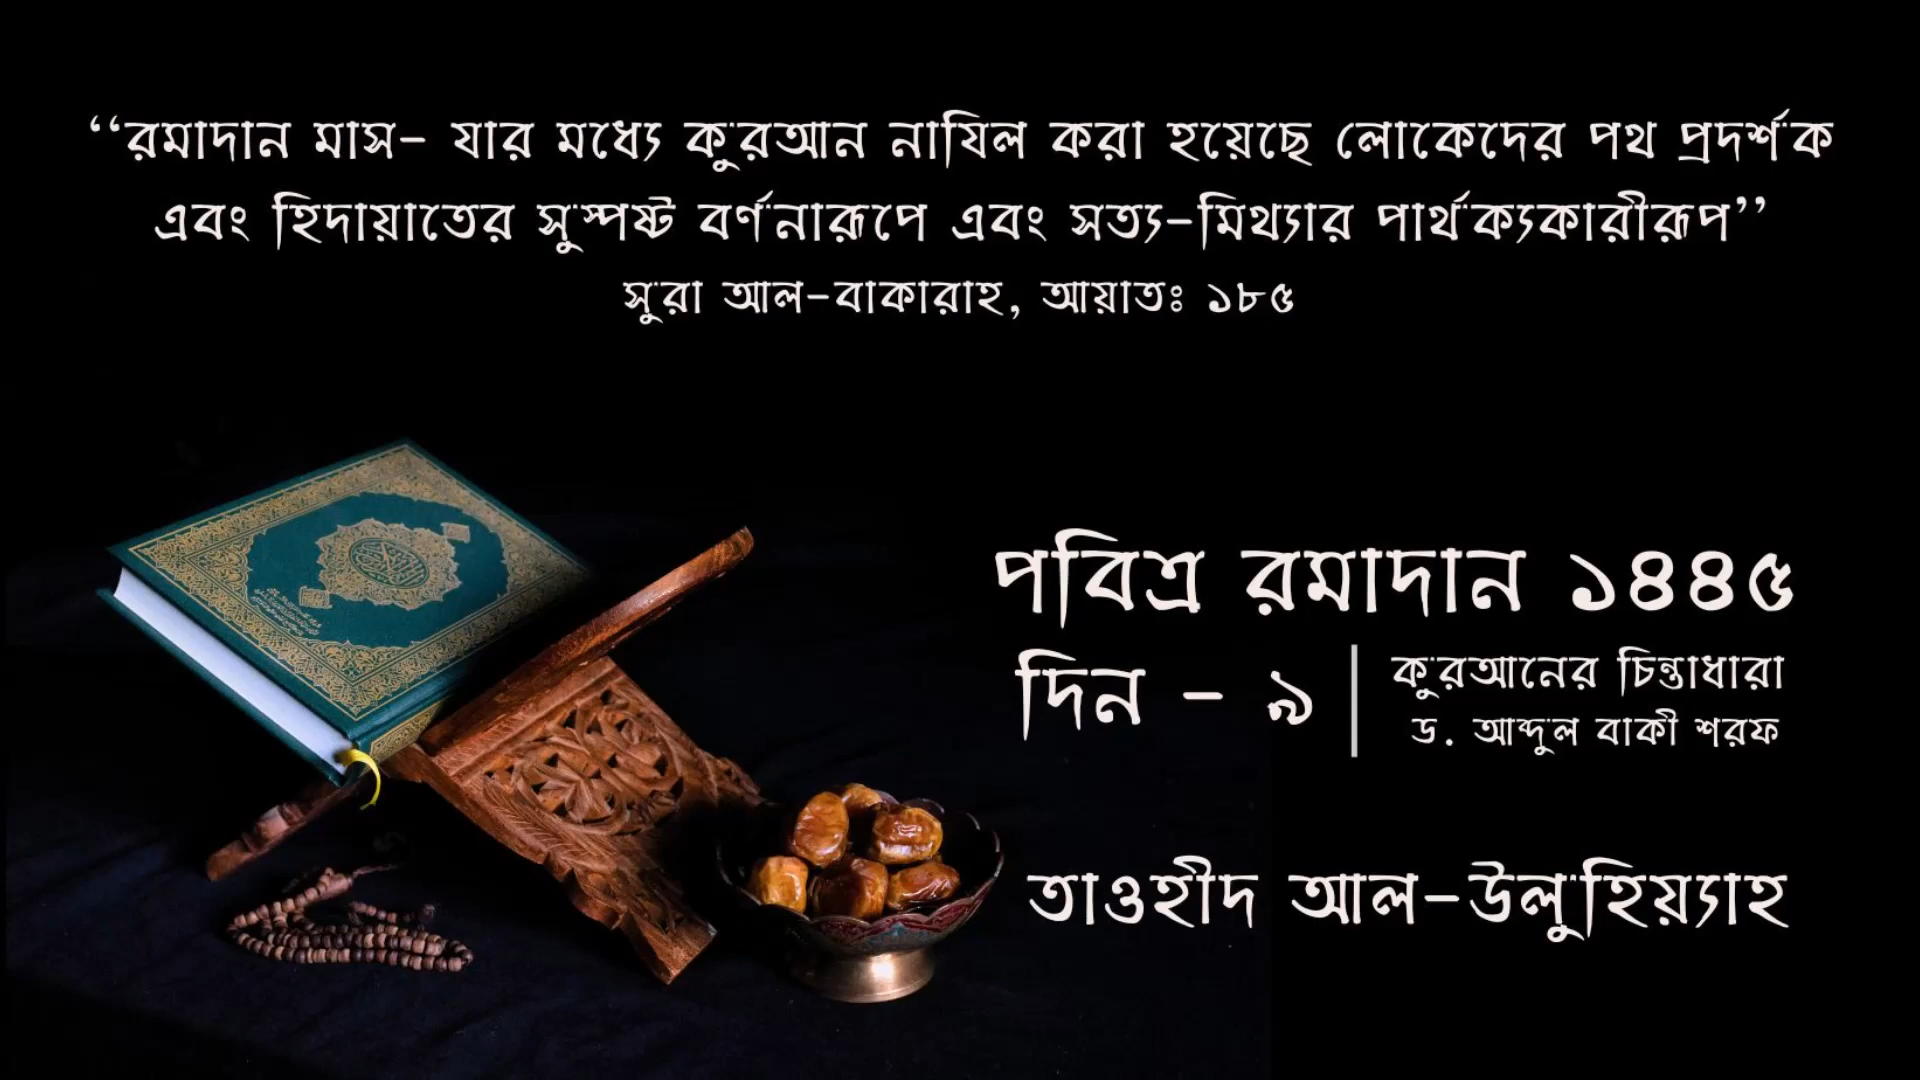 ‘‘রমাদান মাস- যার মধ্যে কুরআন নাযিল করা হয়েছে লোকেদের পথ প্রদর্শক
এবং হিদায়াতের সুস্পষ্ট বর্ণনারূপে এবং সত্য-মিথ্যার পার্থক্যকারীরূপ’’
সুরা আল-বাকারাহ, আয়াতঃ ১৮৫
পবিত্র রমাদান ১৪৪৫
দিন - ৯
কুরআনের চিন্তাধারা
ড. আব্দুল বাকী শরফ
তাওহীদ আল-উলুহিয়্যাহ